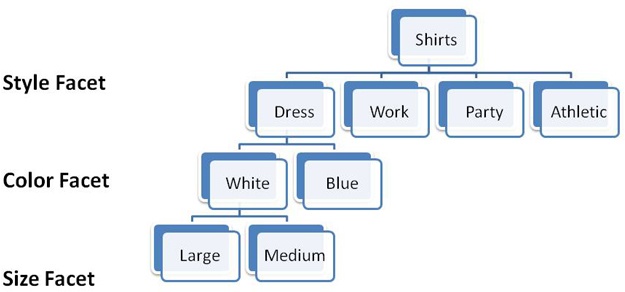 Shirts
Style Facet
Dress Work Party Athletic
Color Facet
White Blue
Large Medium
Size Facet